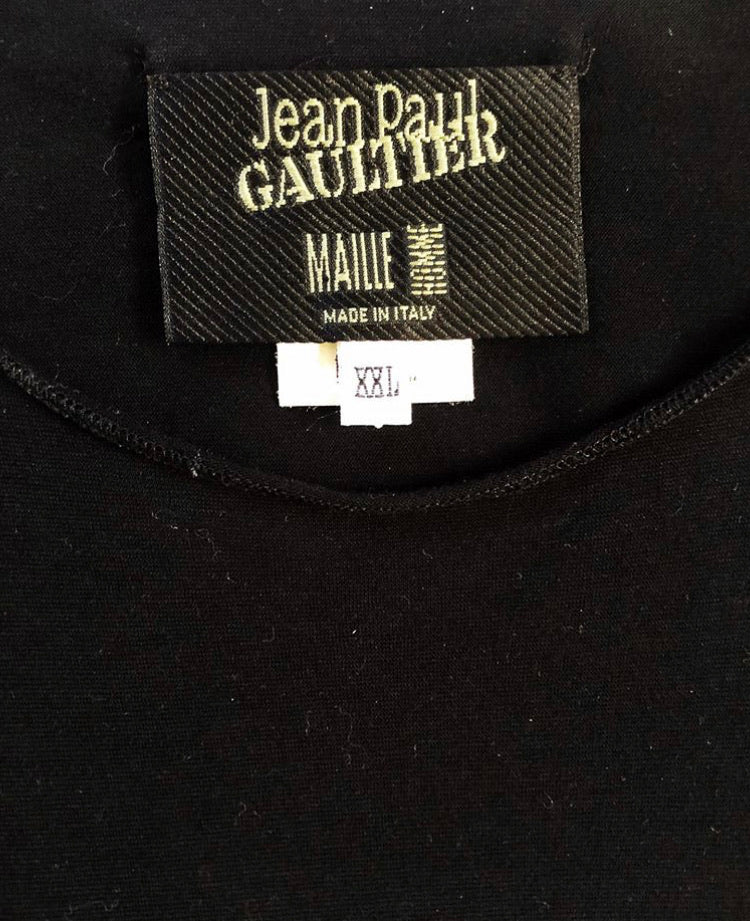 Jean Paul
GAULTIER
MAILLE HOMME
MADE IN ITALY
XXL